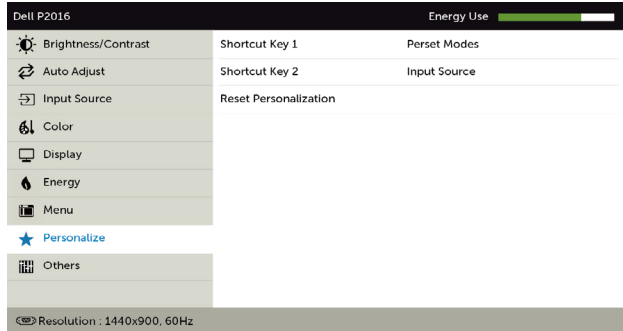 Dell P2016 Energy Use
Brightness/Contrast Shortcut Key 1 Perset Modes
Auto Adjust Shortcut Key 2 Input Source
Input Source Reset Personalization
Color
Display
Energy
Menu
Personalize
Others
Resolution : 1440x900, 60Hz